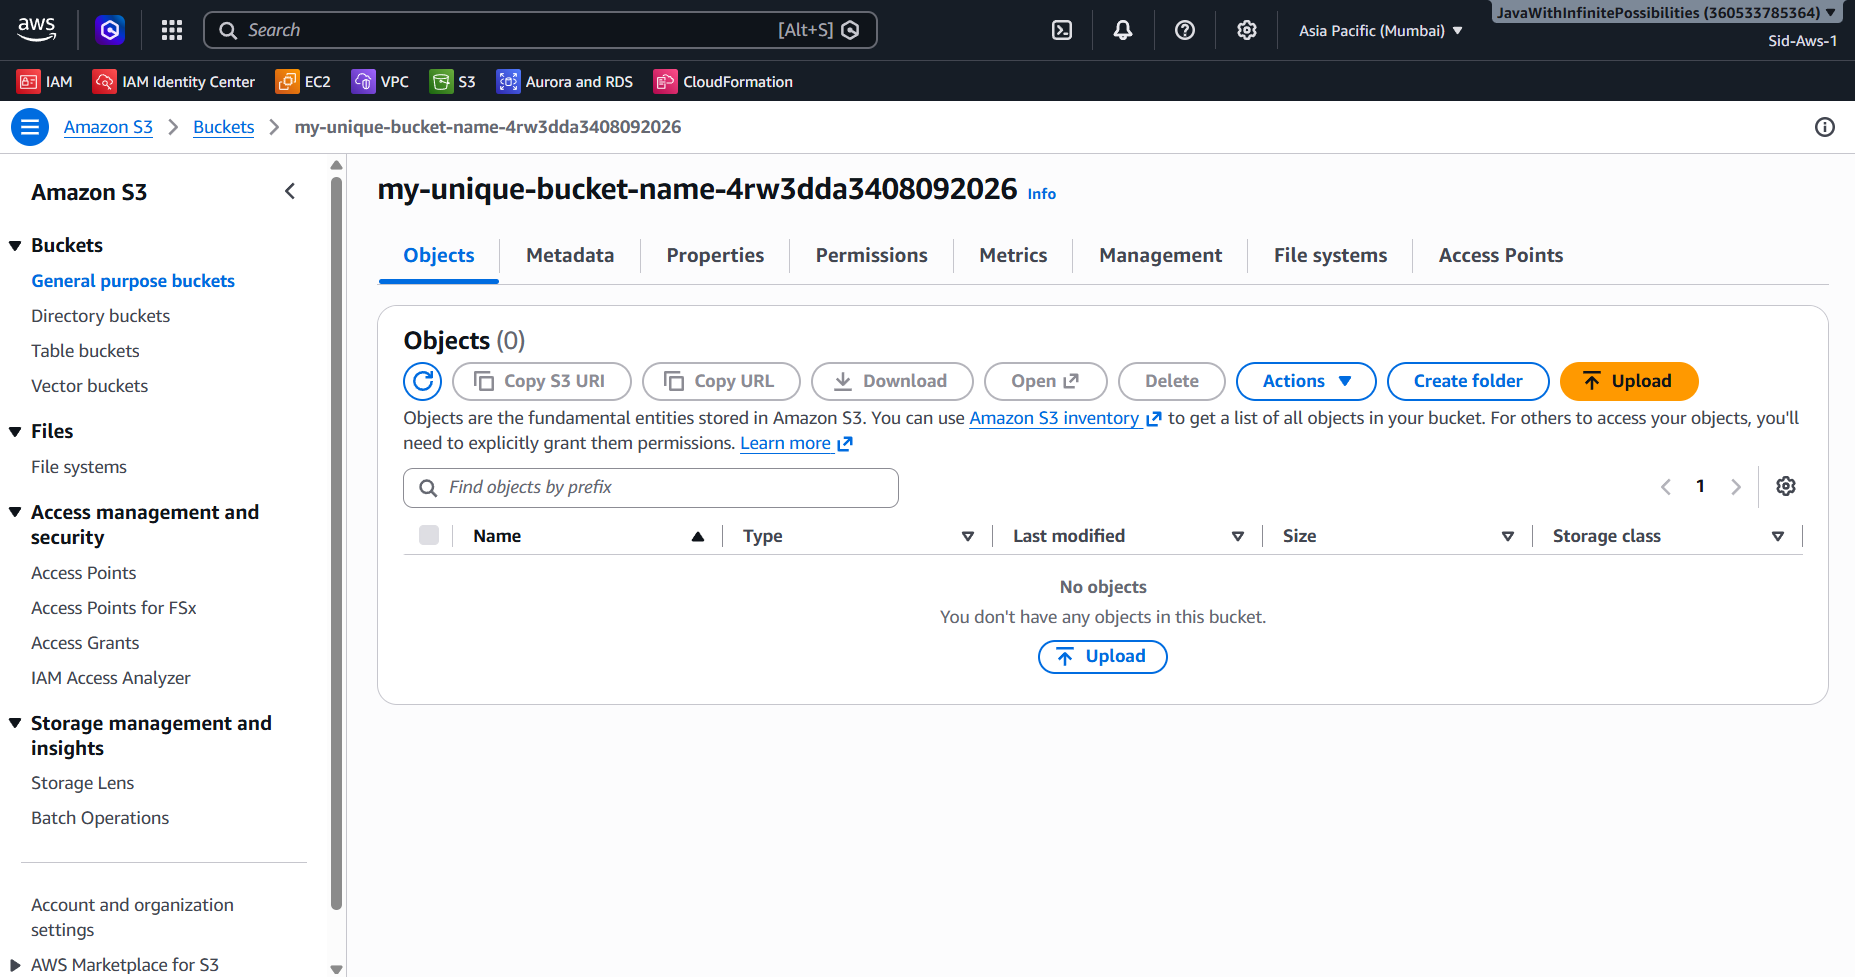 aws
Search [Alt+S]
Asia Pacific (Mumbai)
JavaWithInfinitePossibilities (360533785364)
Sid-Aws-1
IAM IAM Identity Center EC2 VPC S3 Aurora and RDS CloudFormation
Amazon S3 Buckets my-unique-bucket-name-4rw3dda3408092026
Amazon S3
Buckets
General purpose buckets
Directory buckets
Table buckets
Vector buckets
Files
File systems
Access management and
security
Access Points
Access Points for FSx
Access Grants
IAM Access Analyzer
Storage management and
insights
Storage Lens
Batch Operations
Account and organization
settings
AWS Marketplace for S3
my-unique-bucket-name-4rw3dda3408092026 Info
Objects Metadata Properties Permissions Metrics Management File systems Access Points
Objects (0)
Copy S3 URI Copy URL Download Open Delete Actions Create folder Upload
Objects are the fundamental entities stored in Amazon S3. You can use Amazon S3 inventory to get a list of all objects in your bucket. For others to access your objects, you'll
need to explicitly grant them permissions. Learn more
Find objects by prefix
1
Name Type Last modified Size Storage class
No objects
You don't have any objects in this bucket.
Upload